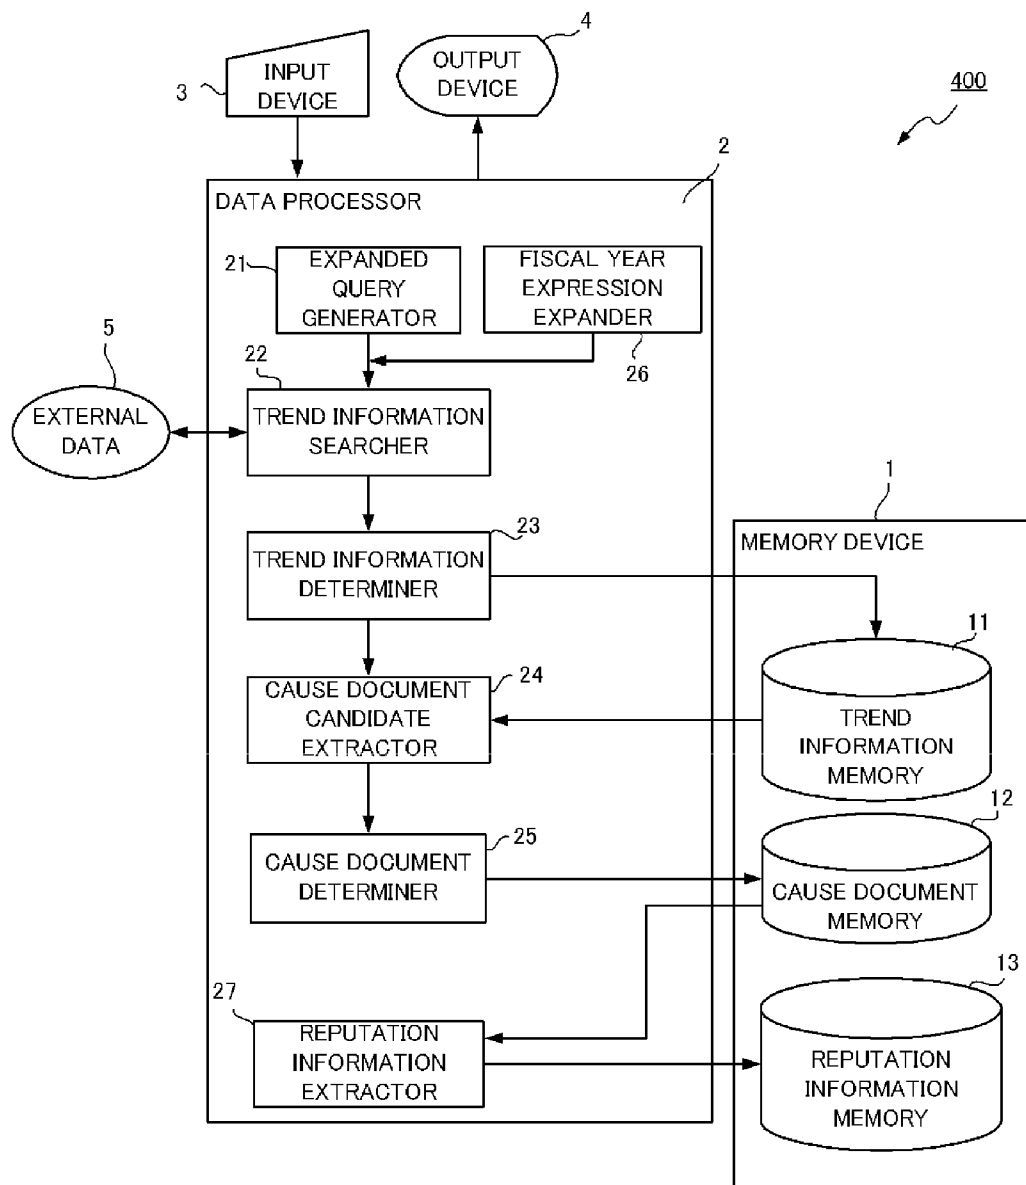 4
INPUT
DEVICE
3
OUTPUT
DEVICE
400
2
DATA PROCESSOR
21
EXPANDED
QUERY
GENERATOR
FISCAL YEAR
EXPRESSION
EXPANDER
26
5
EXTERNAL
DATA
22
TREND INFORMATION
SEARCHER
1
MEMORY DEVICE
23
TREND INFORMATION
DETERMINER
11
TREND
INFORMATION
MEMORY
24
CAUSE DOCUMENT
CANDIDATE
EXTRACTOR
12
CAUSE DOCUMENT
MEMORY
25
CAUSE DOCUMENT
DETERMINER
13
REPUTATION
INFORMATION
MEMORY
27
REPUTATION
INFORMATION
EXTRACTOR